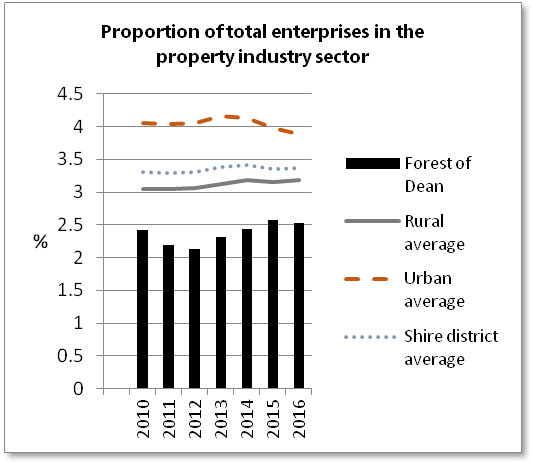 Proportion of total enterprises in the
property industry sector
4.5
4
3.5
3
2.5
2
1.5
1
0.5
0
%
2010
2011
2012
2013
2014
2015
2016
Forest of
Dean
Rural
average
Urban
average
Shire district
average